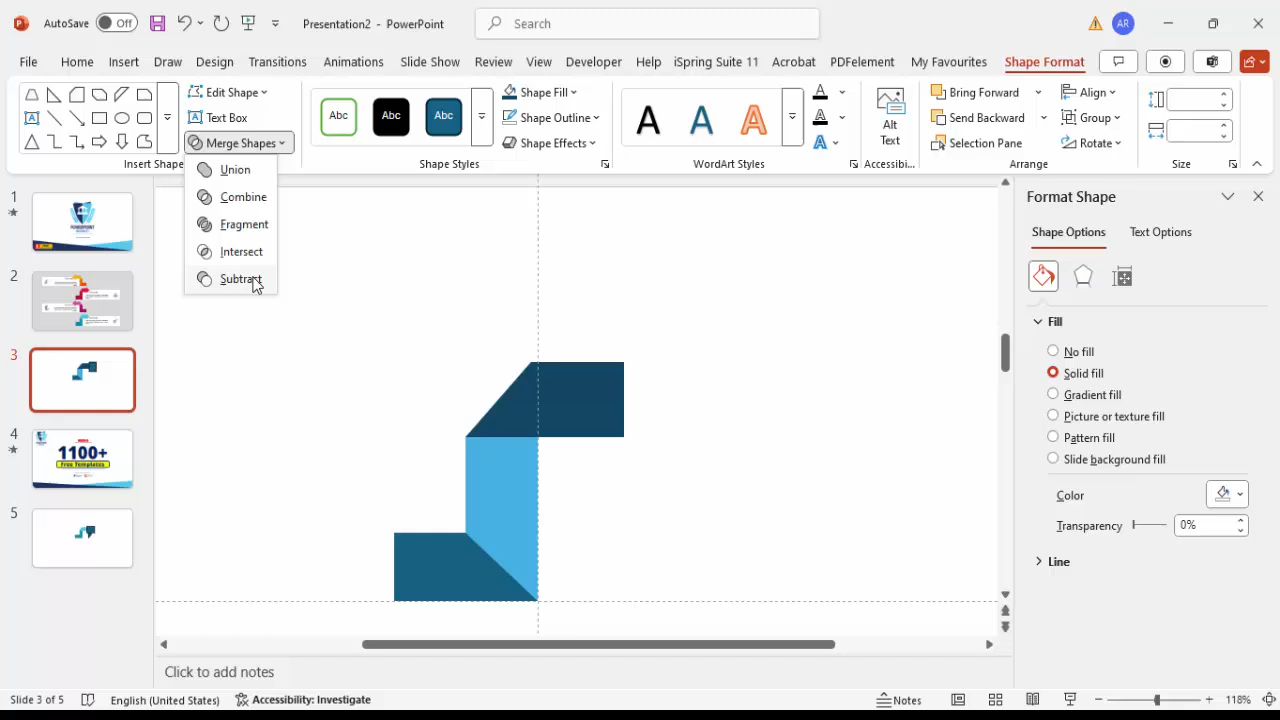 AutoSave Off Presentation2 - PowerPoint Search AR
File Home Insert Draw Design Transitions Animations Slide Show Review View Developer Help iSpring Suite 11 Acrobat PDFelement My Favourites Shape Format
Edit Shape
Text Box
Merge Shapes
Insert Shape
Abc Abc Abc
Shape Fill
Shape Outline
Shape Effects
Shape Styles
A A A
A
A
A
WordArt Styles
Alt
Text
Accessibi...
Bring Forward
Send Backward
Selection Pane
Align
Group
Rotate
Arrange
Size
Union
Combine
Fragment
Intersect
Subtract
1
2
3
4
1100+
Free Templates
5
Format Shape
Shape Options Text Options
Fill
No fill
Solid fill
Gradient fill
Picture or texture fill
Pattern fill
Slide background fill
Color
Transparency 0%
Line
Click to add notes
Slide 3 of 5 English (United States) Accessibility: Investigate Notes 118%